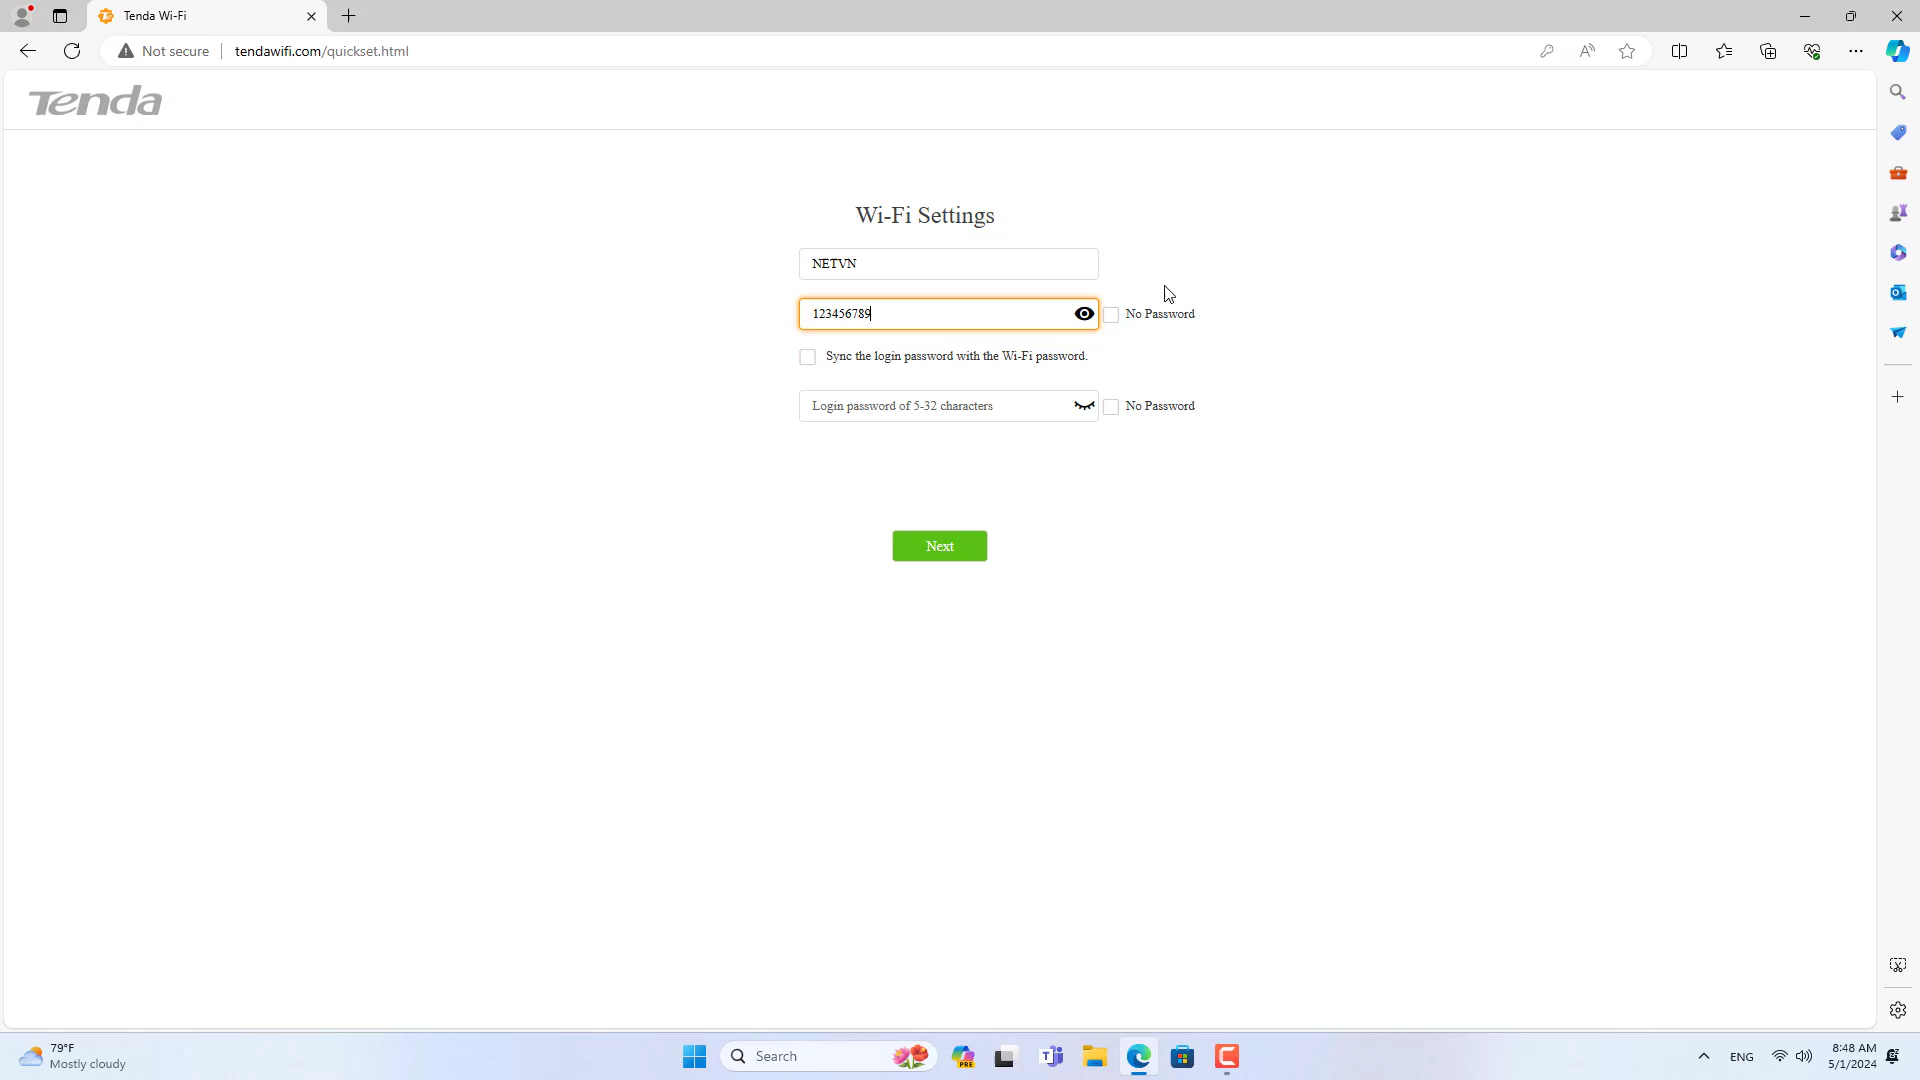 Tenda Wi-Fi
Not secure
tendawifi.com/quickset.html
Tenda
Wi-Fi Settings
NETVN
123456789
No Password
Sync the login password with the Wi-Fi password.
Login password of 5-32 characters
No Password
Next
79°F
Mostly cloudy
Search
PRE
ENG
8:48 AM
5/1/2024